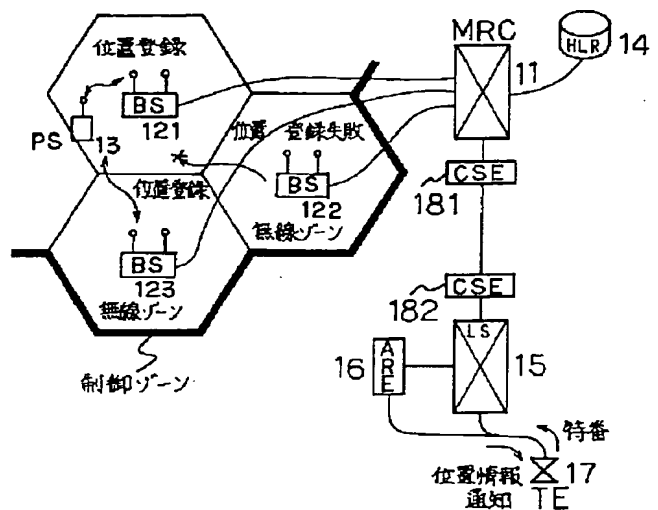 位置登録
BS
121
PS
13
位置登録失敗
位置登録
BS
122
無線ゾーン
BS
123
無線ゾーン
制御ゾーン
MRC
11
HLR
14
CSE
181
CSE
182
LS
15
ARE
16
特番
17
TE
位置情報
通知